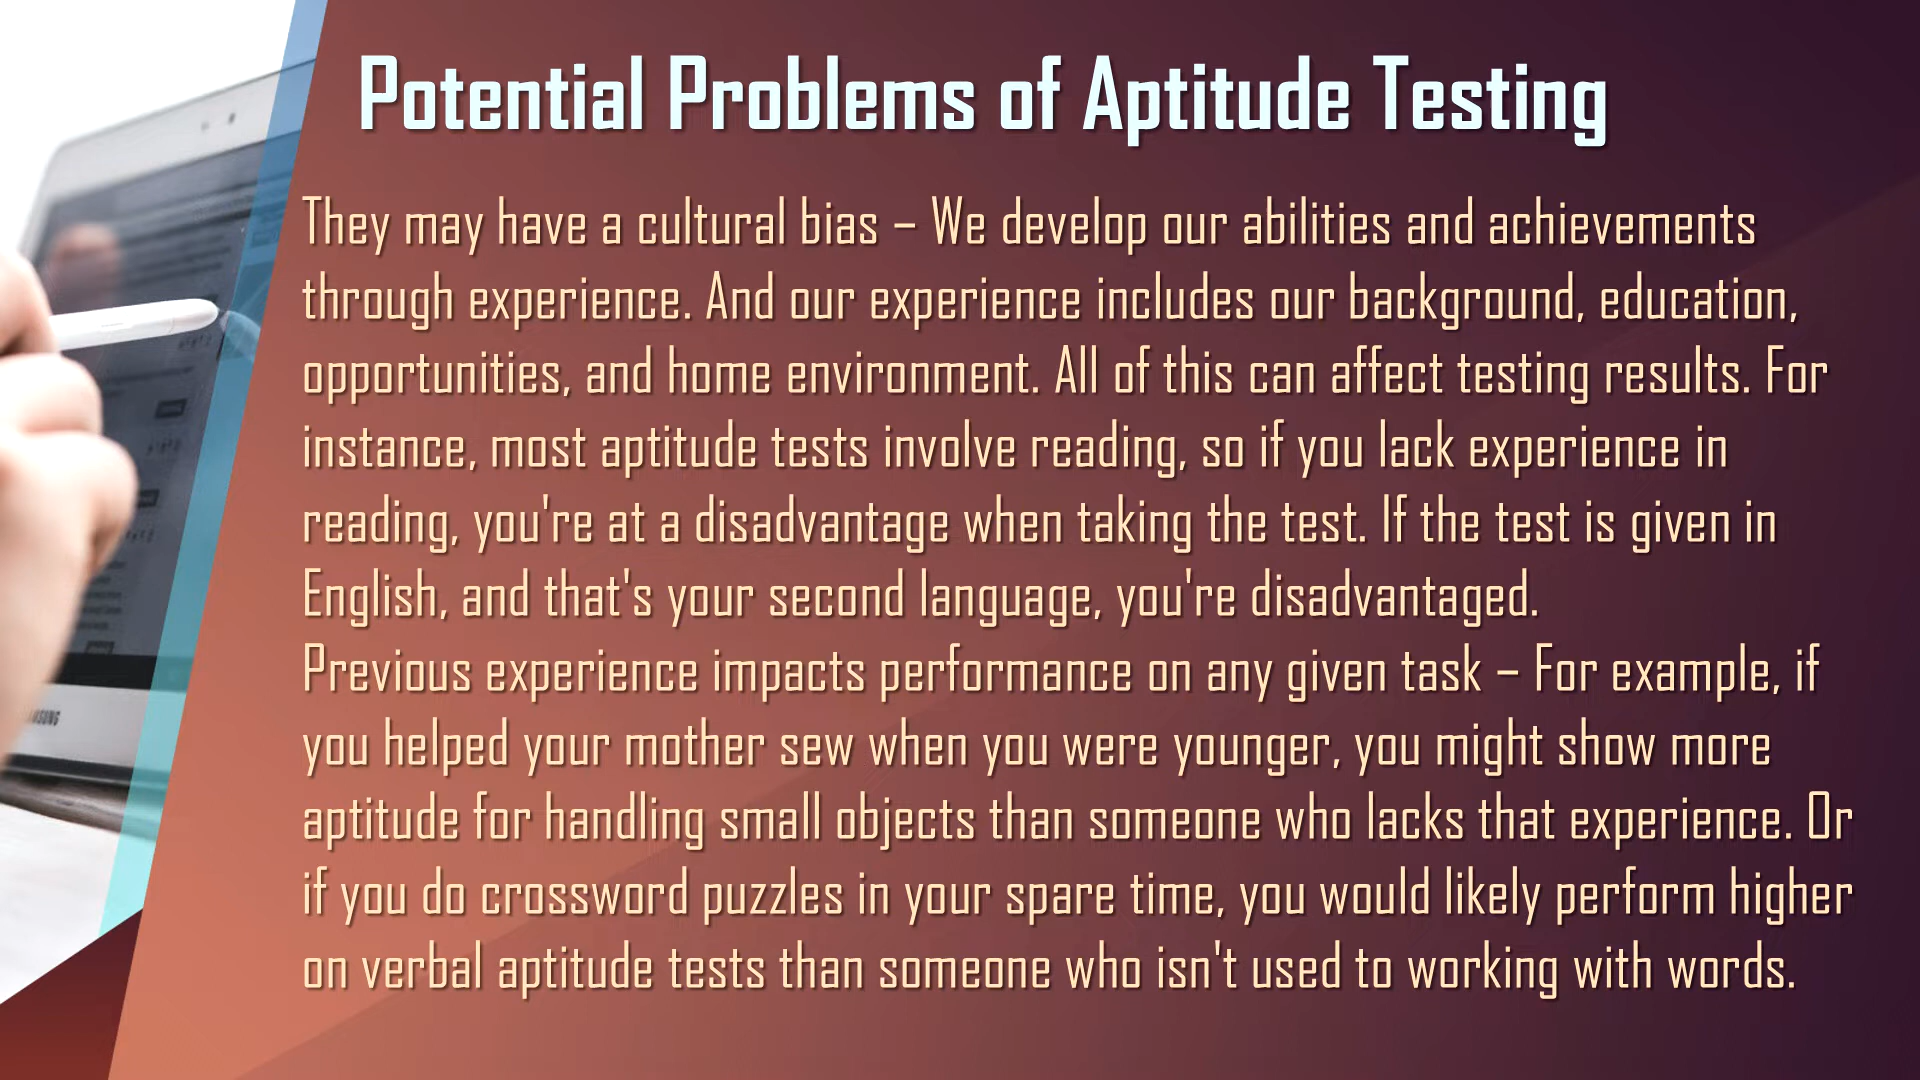 Potential Problems of Aptitude Testing
They may have a cultural bias – We develop our abilities and achievements
through experience. And our experience includes our background, education,
opportunities, and home environment. All of this can affect testing results. For
instance, most aptitude tests involve reading, so if you lack experience in
reading, you're at a disadvantage when taking the test. If the test is given in
English, and that's your second language, you're disadvantaged.
Previous experience impacts performance on any given task – For example, if
you helped your mother sew when you were younger, you might show more
aptitude for handling small objects than someone who lacks that experience. Or
if you do crossword puzzles in your spare time, you would likely perform higher
on verbal aptitude tests than someone who isn't used to working with words.